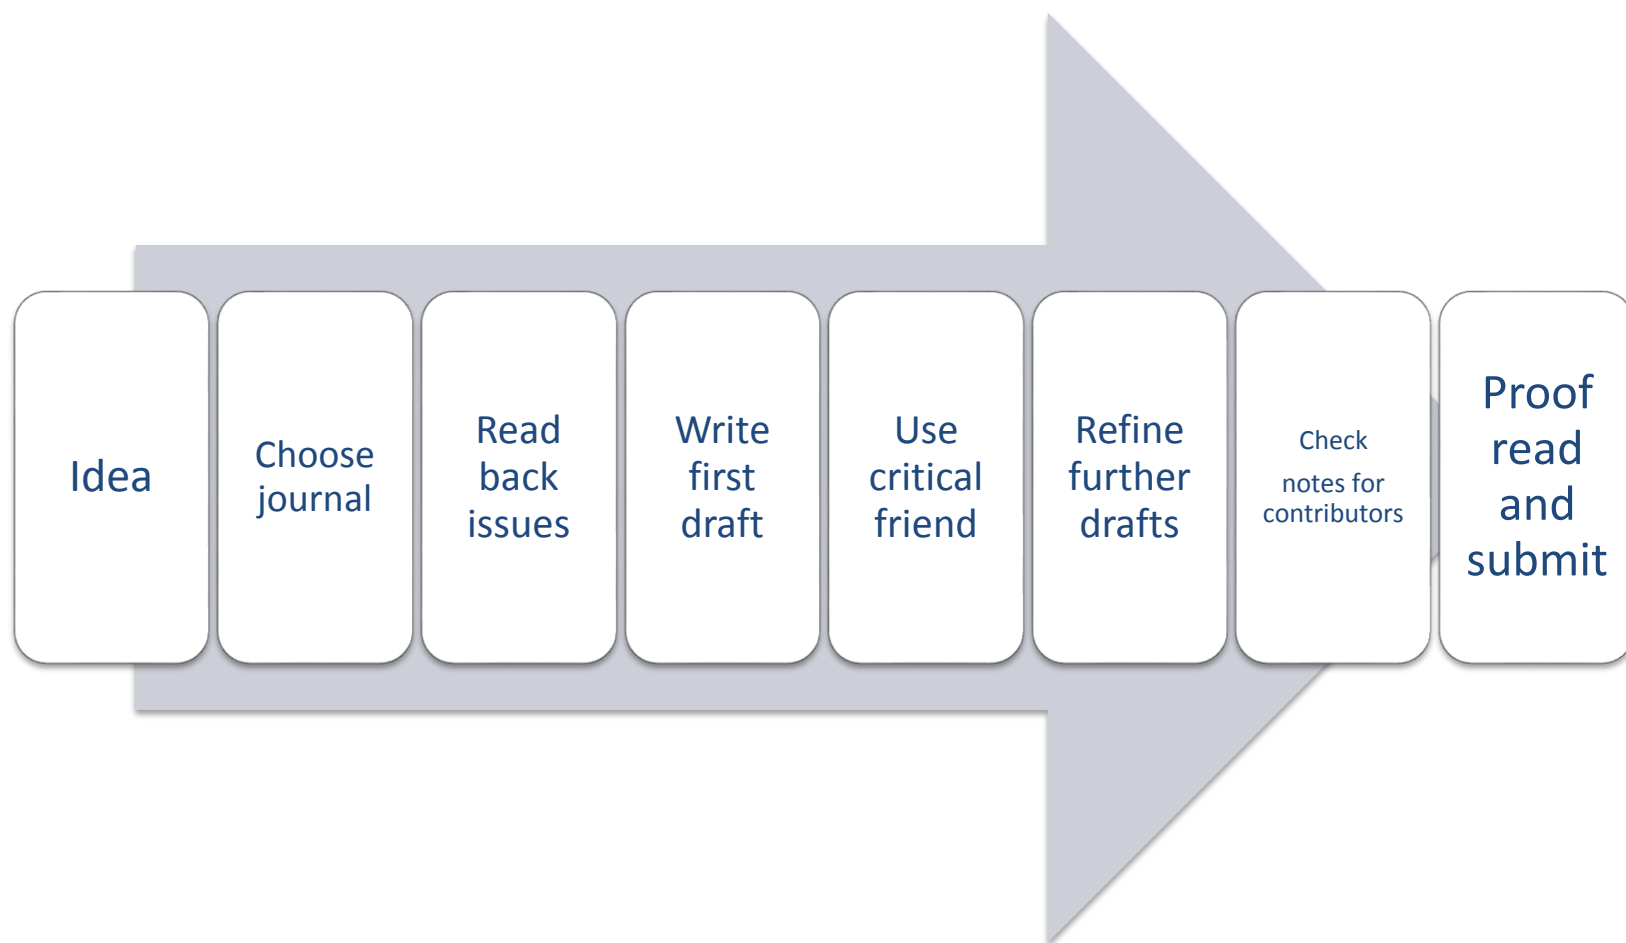 Idea
Choose
journal
Read
back
issues
Write
first
draft
Use
critical
friend
Refine
further
drafts
Check
notes for
contributors
Proof
read
and
submit